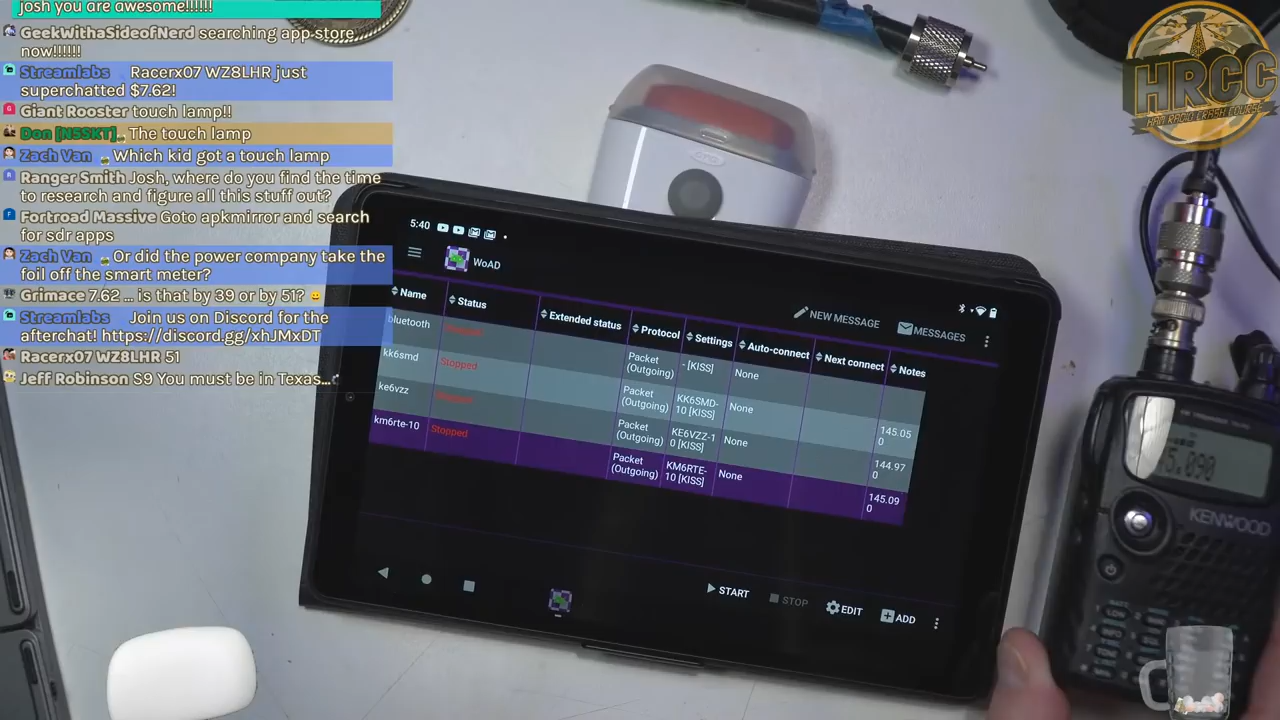 josh you are awesome!!!!!!
GeekWithaSideofNerd searching app store
now!!!!!!
Streamlabs Racerx07 WZ8LHR just
superchatted $7.62!
Giant Rooster touch lamp!!
Don [N5SKT] The touch lamp
Zach Van Which kid got a touch lamp
Ranger Smith Josh, where do you find the time
to research and figure all this stuff out?
Fortroad Massive Goto apkmirror and search
for sdr apps
Zach Van Or did the power company take the
foil off the smart meter?
Grimace 7.62 ... is that by 39 or by 51?
Streamlabs Join us on Discord for the
afterchat! https://discord.gg/xhJMxDT
Racerx07 WZ8LHR 51
Jeff Robinson S9 You must be in Texas...
HRCC
HAM RADIO CRASH COURSE
5:40
WoAD
NEW MESSAGE
MESSAGES
Name Status Extended status Protocol Settings Auto-connect Next connect Notes
bluetooth
Packet
(Outgoing)
- [KISS]
None
kk6smd
Stopped
Packet
(Outgoing)
KK6SMD-
10 [KISS]
None
145.05
0
ke6vzz
Stopped
Packet
(Outgoing)
KE6VZZ-1
0 [KISS]
None
144.97
0
km6rte-10
Stopped
Packet
(Outgoing)
KM6RTE-
10 [KISS]
None
145.09
0
START
STOP
EDIT
ADD
5.090
KENWOOD